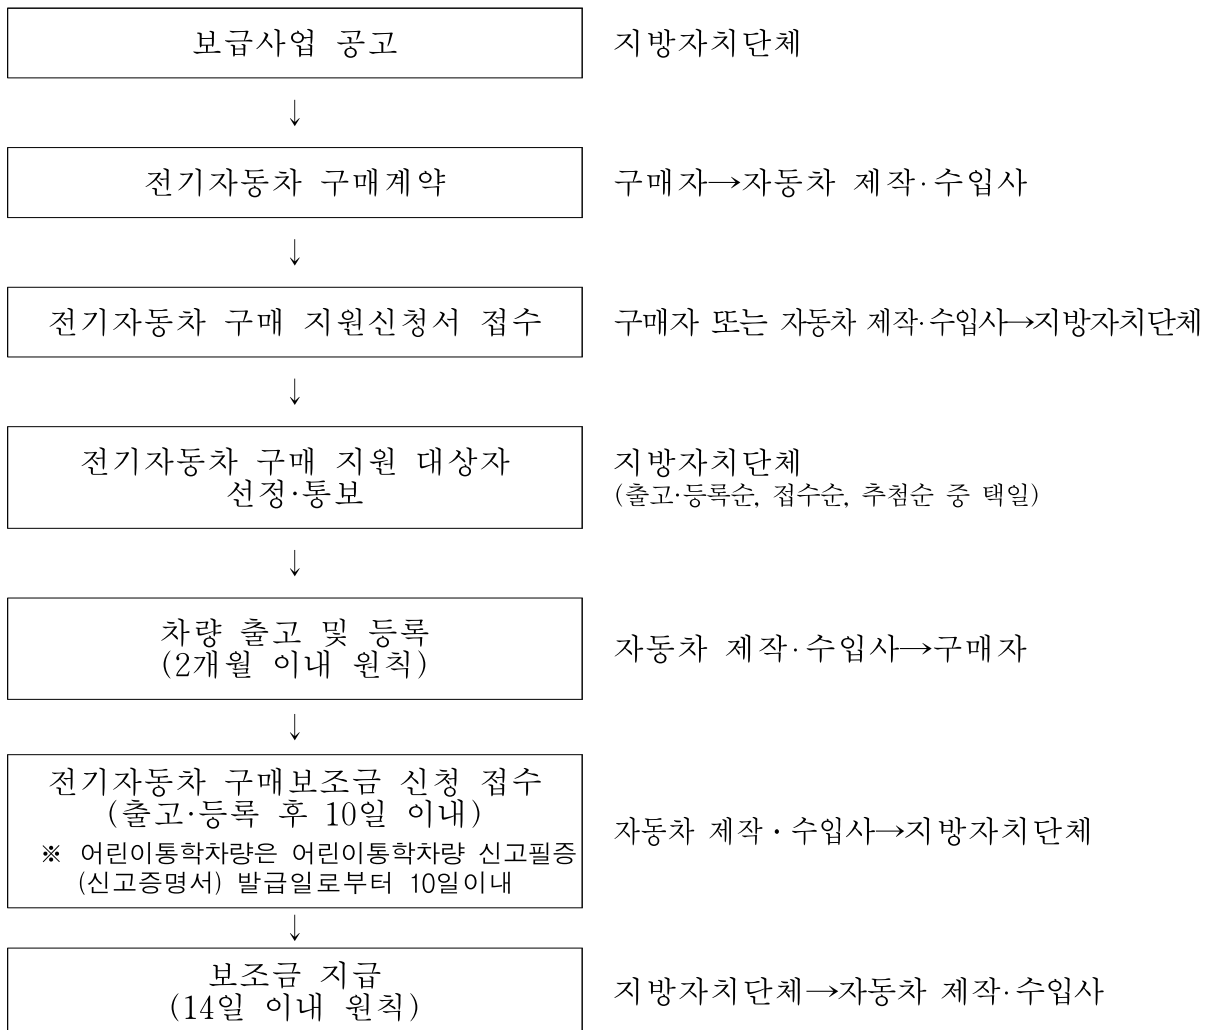 보급사업 공고
지방자치단체
↓
전기자동차 구매계약
구매자→자동차 제작·수입사
↓
전기자동차 구매 지원신청서 접수
구매자 또는 자동차 제작·수입사→지방자치단체
↓
전기자동차 구매 지원 대상자
선정·통보
지방자치단체
(출고·등록순, 접수순, 추첨순 중 택일)
↓
차량 출고 및 등록
(2개월 이내 원칙)
자동차 제작·수입사→구매자
↓
전기자동차 구매보조금 신청 접수
(출고·등록 후 10일 이내)
※ 어린이통학차량은 어린이통학차량 신고필증
(신고증명서) 발급일로부터 10일이내
자동차 제작·수입사→지방자치단체
↓
보조금 지급
(14일 이내 원칙)
지방자치단체→자동차 제작·수입사